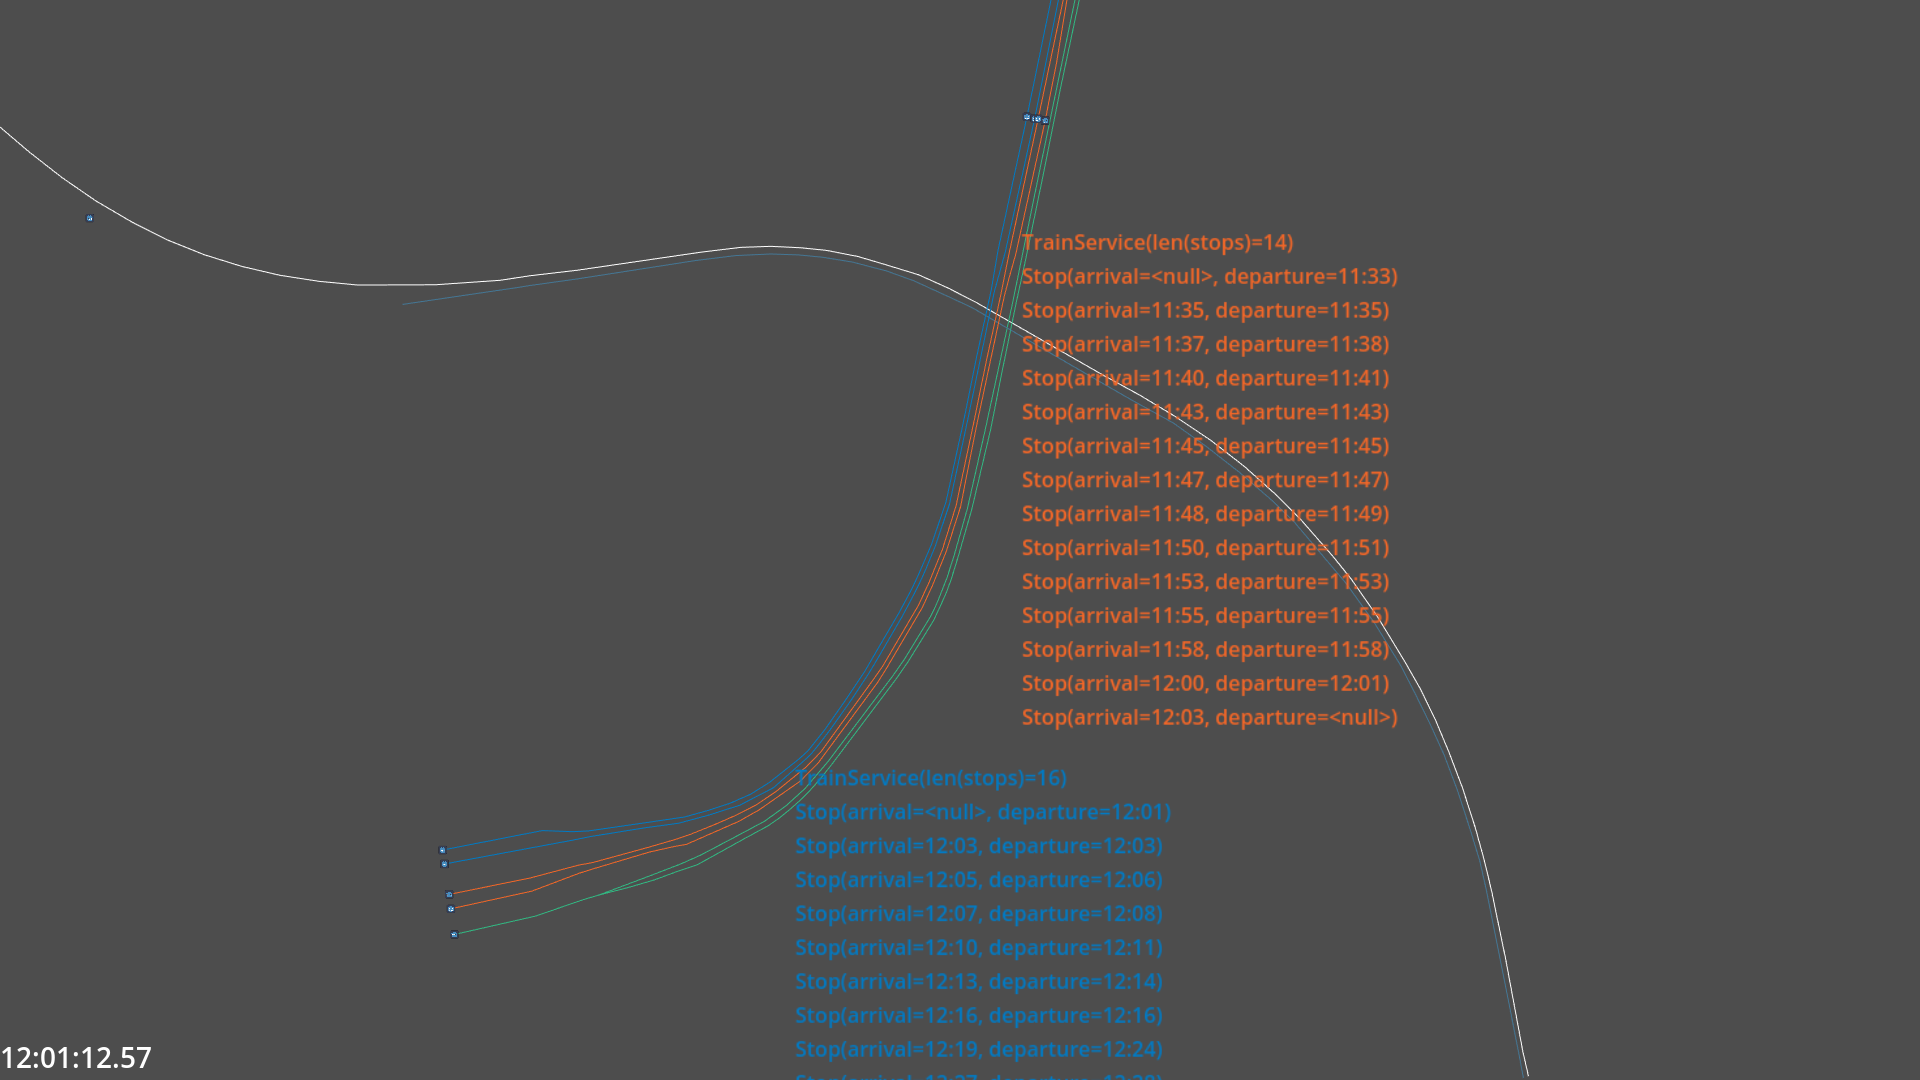 TrainService(len(stops)=14)
Stop(arrival=<null>, departure=11:33)
Stop(arrival=11:35, departure=11:35)
Stop(arrival=11:37, departure=11:38)
Stop(arrival=11:40, departure=11:41)
Stop(arrival=11:43, departure=11:43)
Stop(arrival=11:45, departure=11:45)
Stop(arrival=11:47, departure=11:47)
Stop(arrival=11:48, departure=11:49)
Stop(arrival=11:50, departure=11:51)
Stop(arrival=11:53, departure=11:53)
Stop(arrival=11:55, departure=11:55)
Stop(arrival=11:58, departure=11:58)
Stop(arrival=12:00, departure=12:01)
Stop(arrival=12:03, departure=<null>)
TrainService(len(stops)=16)
Stop(arrival=<null>, departure=12:01)
Stop(arrival=12:03, departure=12:03)
Stop(arrival=12:05, departure=12:06)
Stop(arrival=12:07, departure=12:08)
Stop(arrival=12:10, departure=12:11)
Stop(arrival=12:13, departure=12:14)
Stop(arrival=12:16, departure=12:16)
Stop(arrival=12:19, departure=12:24)
12:01:12.57